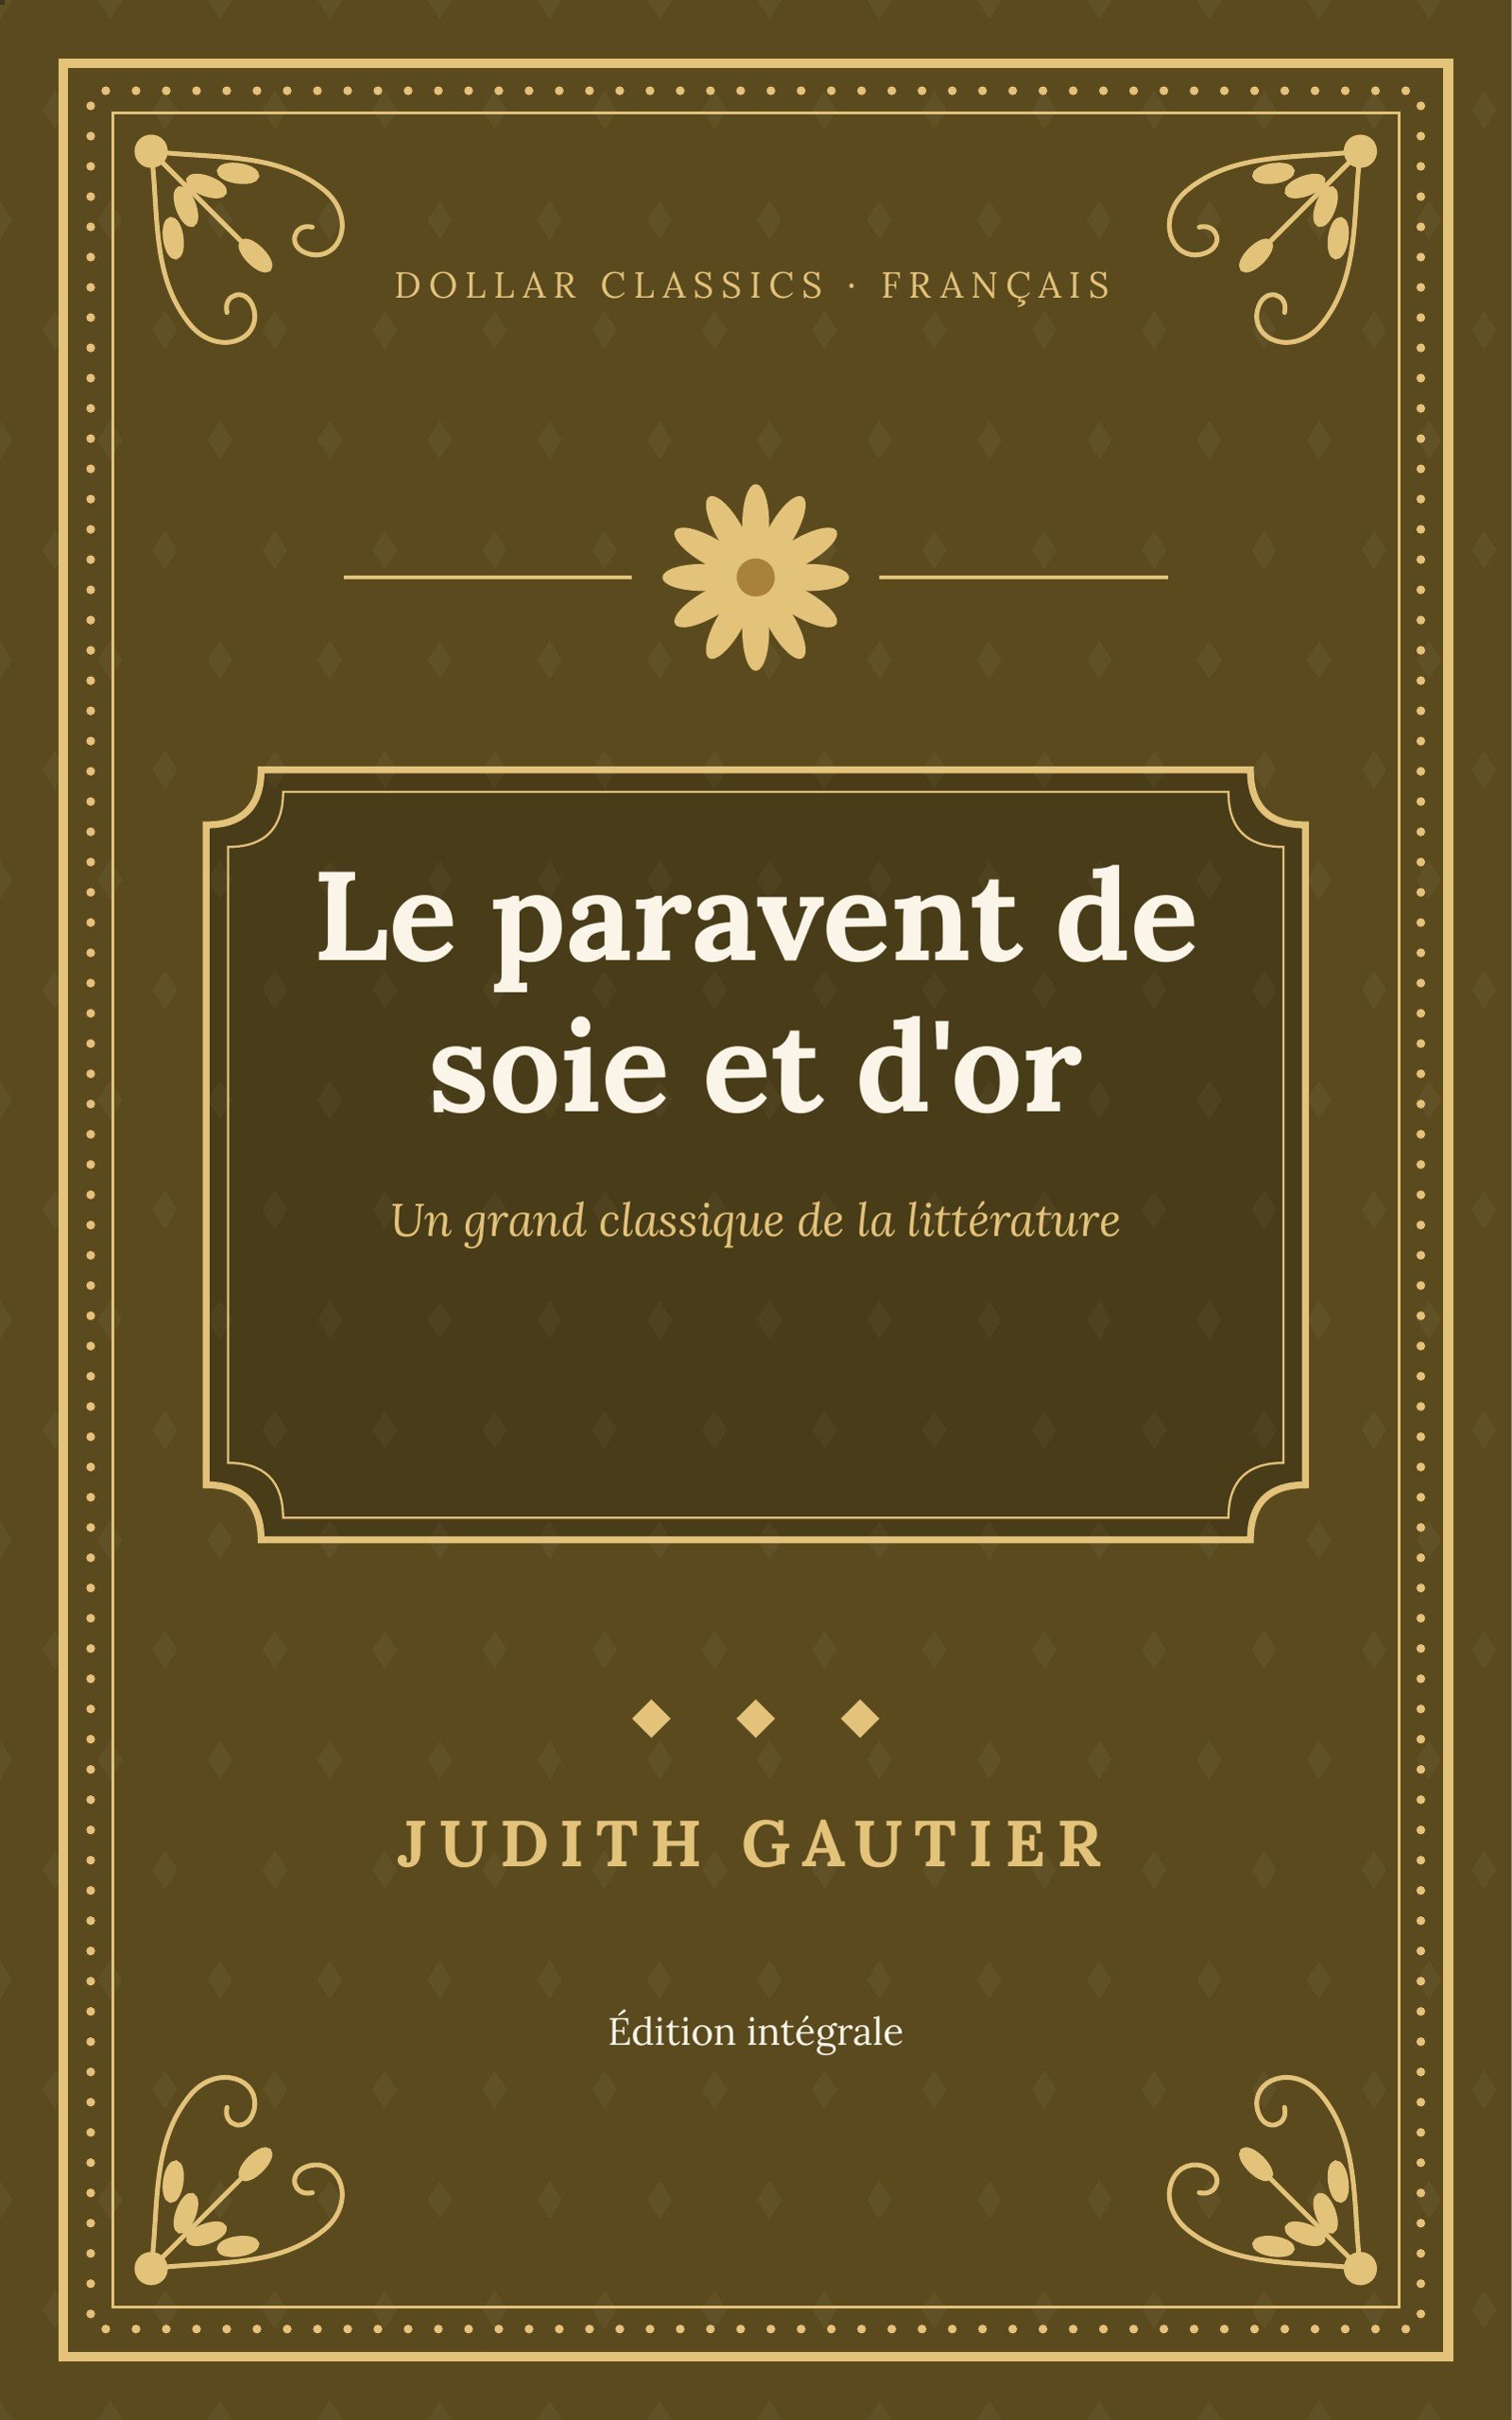 DOLLAR CLASSICS · FRANÇAIS
Le paravent de
soie et d'or
Un grand classique de la littérature
JUDITH GAUTIER
Édition intégrale